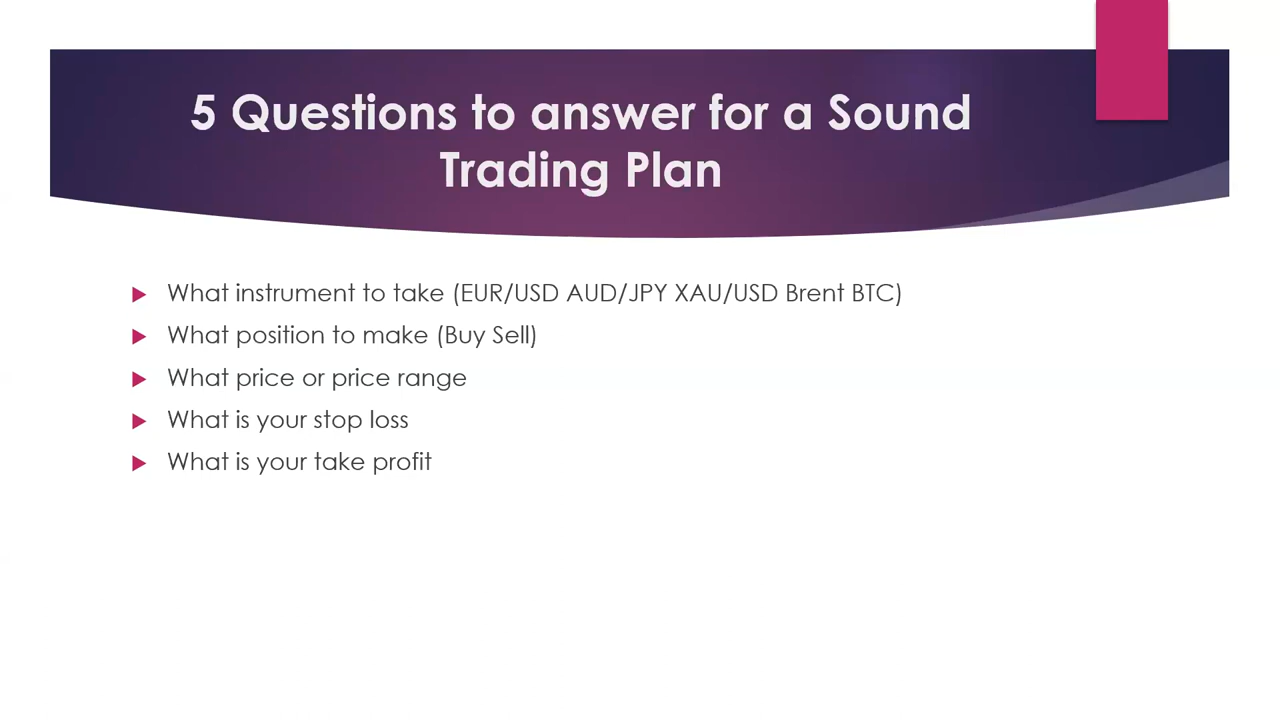 5 Questions to answer for a Sound
Trading Plan
What instrument to take (EUR/USD AUD/JPY XAU/USD Brent BTC)
What position to make (Buy Sell)
What price or price range
What is your stop loss
What is your take profit